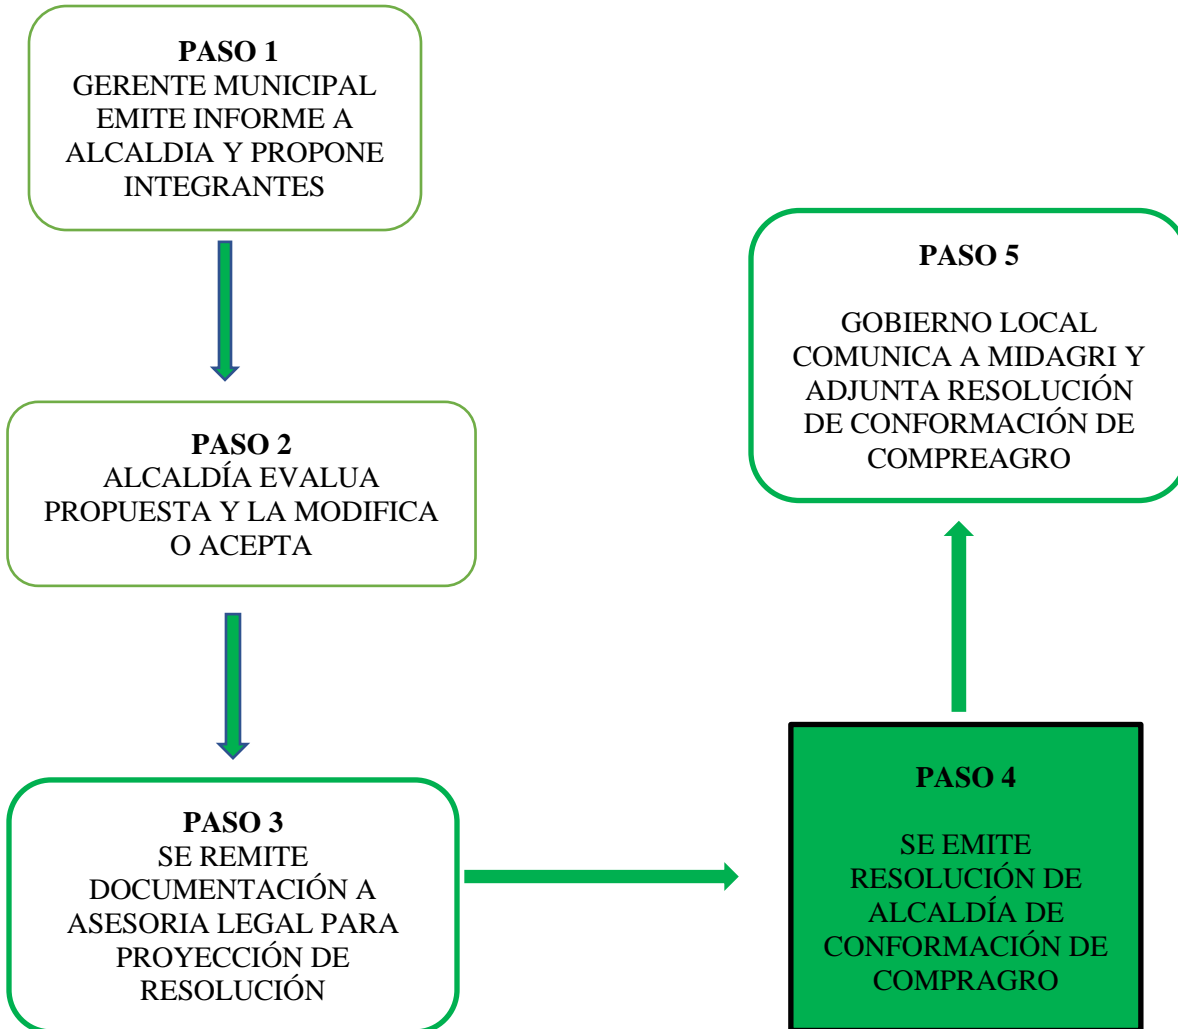 PASO 1
GERENTE MUNICIPAL
EMITE INFORME A
ALCALDIA Y PROPONE
INTEGRANTES
PASO 2
ALCALDÍA EVALUA
PROPUESTA Y LA MODIFICA
O ACEPTA
PASO 3
SE REMITE
DOCUMENTACIÓN A
ASESORIA LEGAL PARA
PROYECCIÓN DE
RESOLUCIÓN
PASO 4
SE EMITE
RESOLUCIÓN DE
ALCALDÍA DE
CONFORMACIÓN DE
COMPRAGRO
PASO 5
GOBIERNO LOCAL
COMUNICA A MIDAGRI Y
ADJUNTA RESOLUCIÓN
DE CONFORMACIÓN DE
COMPREAGRO